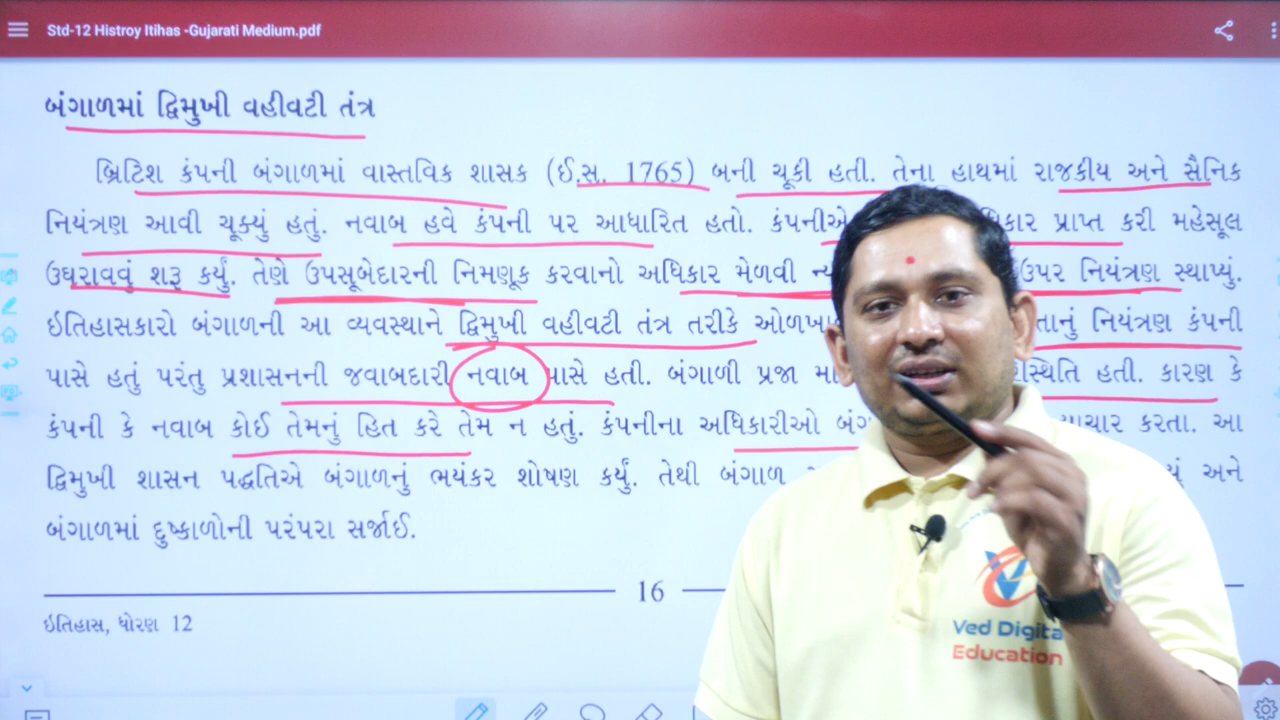 Std-12 Histroy Itihas -Gujarati Medium.pdf
બંગાળમાં દ્વિમુખી વહીવટી તંત્ર
બ્રિટિશ કંપની બંગાળમાં વાસ્તવિક શાસક (ઈ.સ. 1765) બની ચૂકી હતી. તેના હાથમાં રાજકીય અને સૈનિક
નિયંત્રણ આવી ચૂક્યું હતું. નવાબ હવે કંપની પર આધારિત હતો. કંપનીએ પ્રાપ્ત કરી મહેસૂલ
ઉઘરાવવું શરૂ કર્યું. તેણે ઉપસૂબેદારની નિમણૂક કરવાનો અધિકાર મેળવી ઉપર નિયંત્રણ સ્થાપ્યું.
ઇતિહાસકારો બંગાળની આ વ્યવસ્થાને દ્વિમુખી વહીવટી તંત્ર તરીકે નિયંત્રણ કંપની
પાસે હતું પરંતુ પ્રશાસનની જવાબદારી નવાબ પાસે હતી. બંગાળી પ્રજા હતી. કારણ કે
કંપની કે નવાબ કોઈ તેમનું હિત કરે તેમ ન હતું. કંપનીના અધિકારીઓ કરતા. આ
દ્વિમુખી શાસન પદ્ધતિએ બંગાળનું ભયંકર શોષણ કર્યું. તેથી બંગાળ અને
બંગાળમાં દુષ્કાળોની પરંપરા સર્જાઈ.
16
ઇતિહાસ, ધોરણ 12
Ved Digital
Education